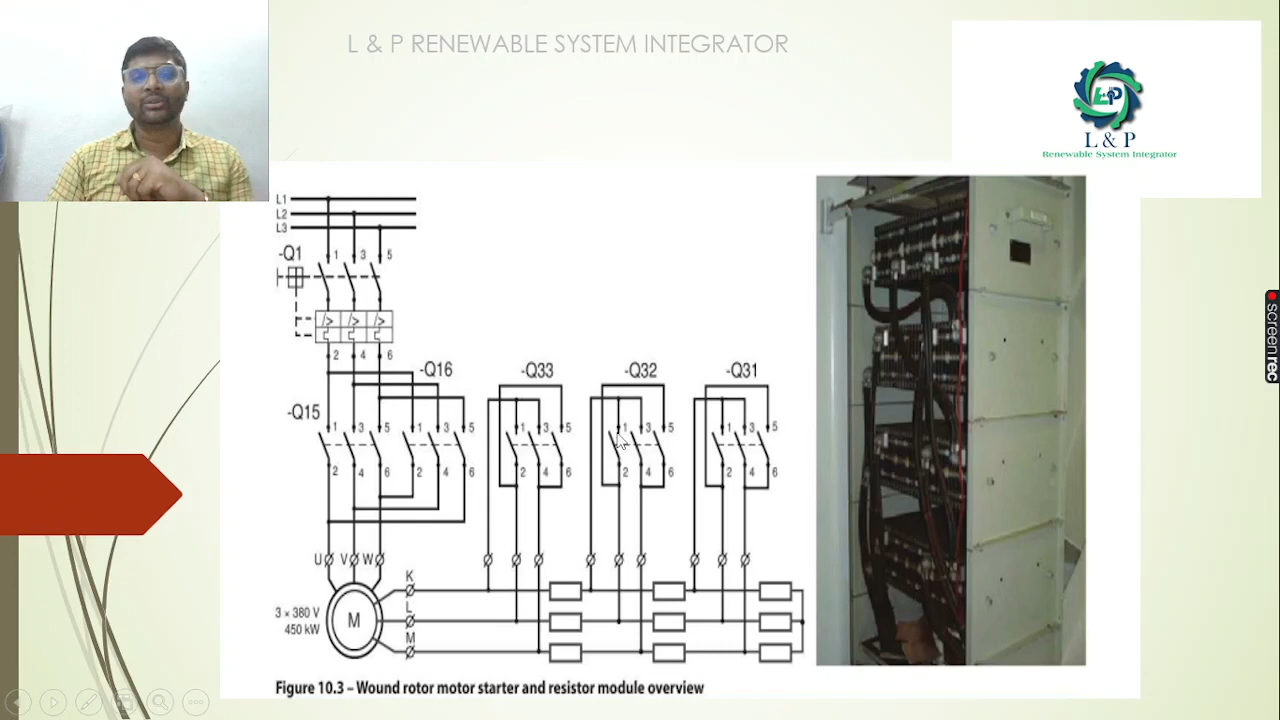 L & P RENEWABLE SYSTEM INTEGRATOR
L&P
L & P
Renewable System Integrator
L1
L2
L3
-Q1
1 3 5
2 4 6
-Q16
-Q33
-Q32
-Q31
-Q15
1 3 5 1 3 5 1 3 5 1 3 5 1 3 5
2 4 6 2 4 6 2 4 6 2 4 6 2 4 6
U V W
K
L
M
M
3 × 380 V
450 kW
Figure 10.3 – Wound rotor motor starter and resistor module overview
screenrec